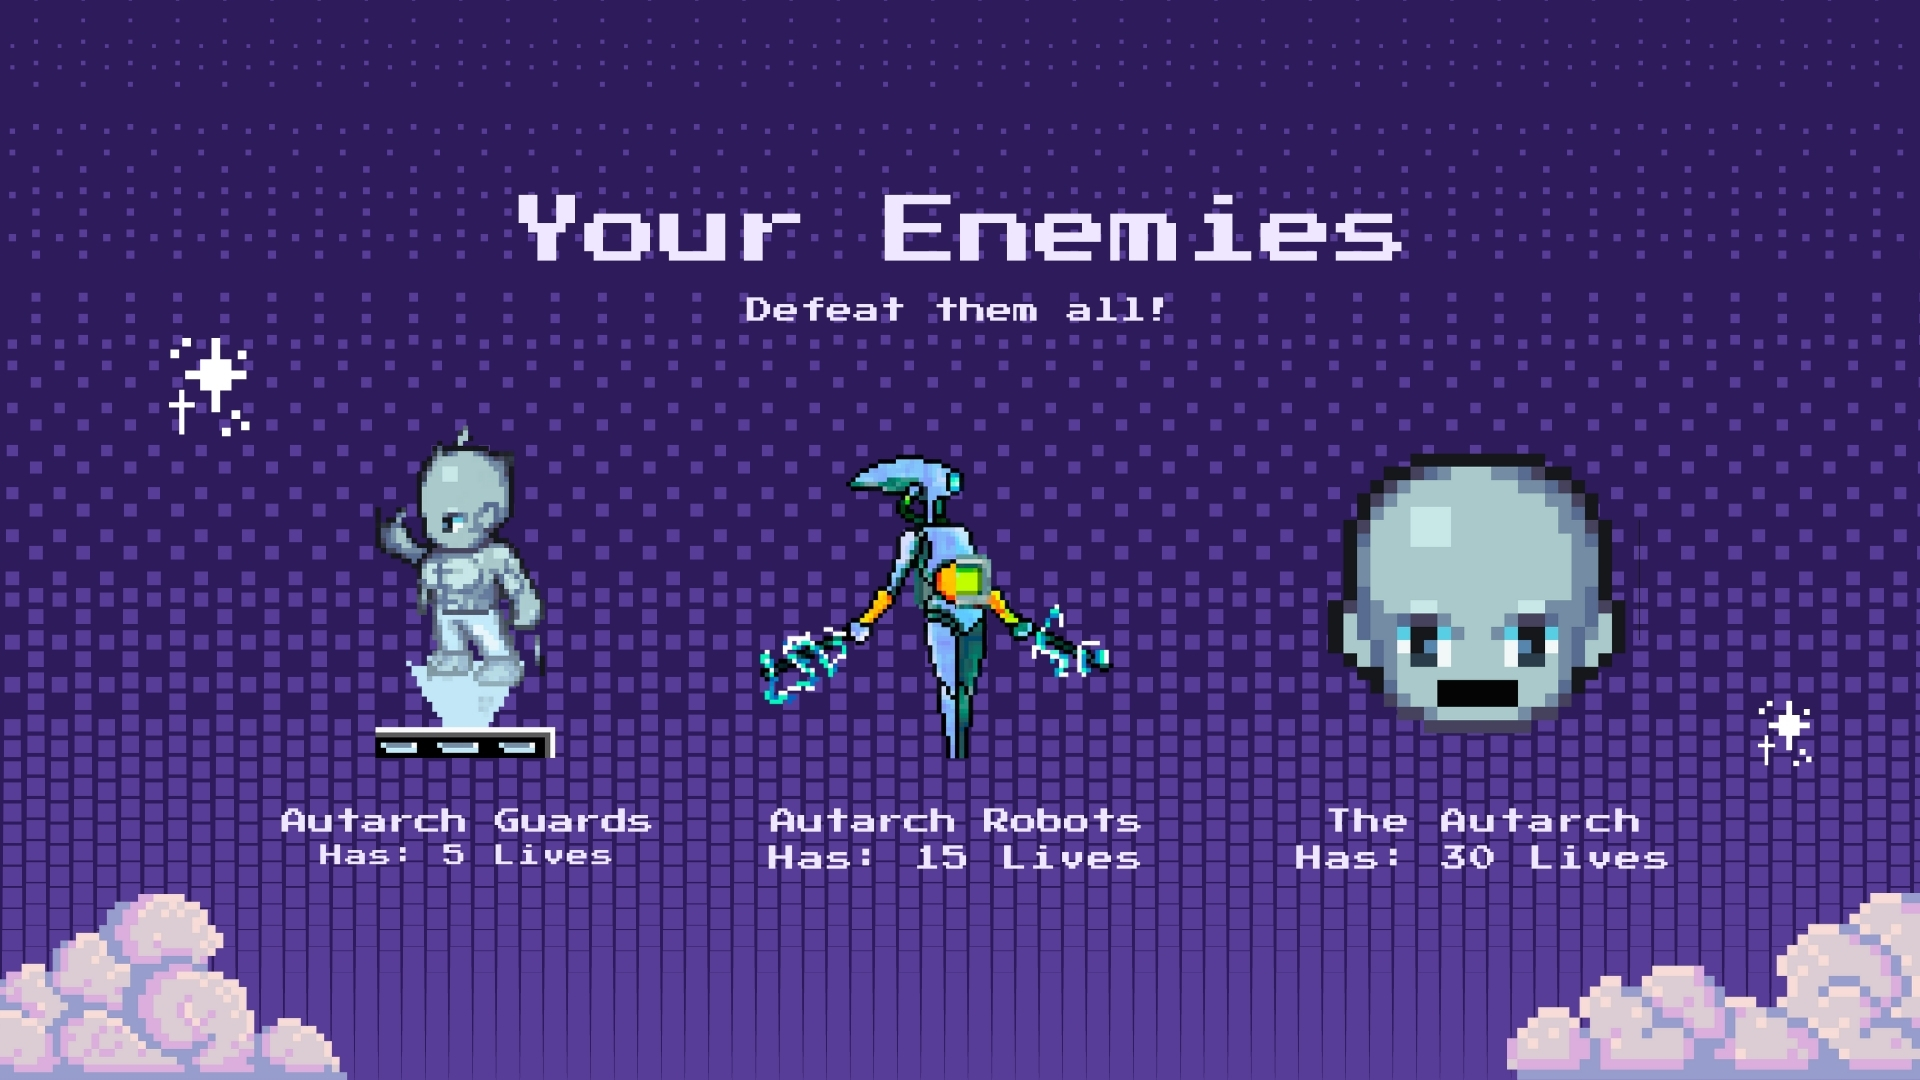 Your Enemies
Defeat them all!
Autarch Guards
Has: 5 Lives
Autarch Robots
Has: 15 Lives
The Autarch
Has: 30 Lives